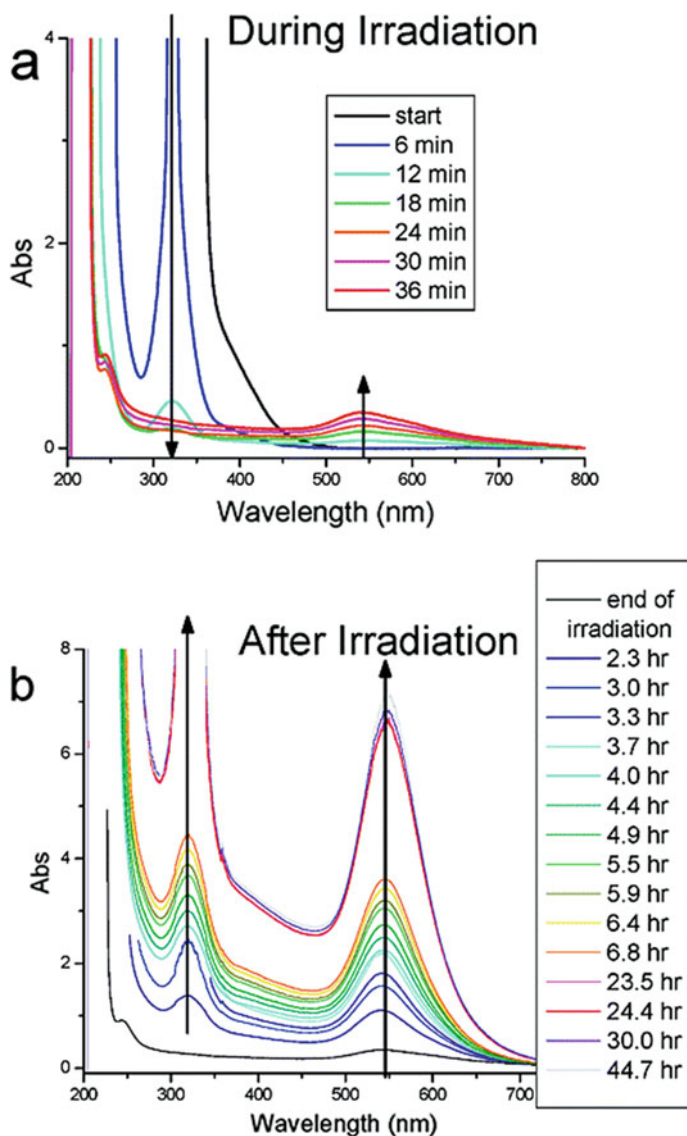 a
During Irradiation
4
2
0
Abs
start
6 min
12 min
18 min
24 min
30 min
36 min
200 300 400 500 600 700 800
Wavelength (nm)
b
After Irradiation
8
6
4
2
0
Abs
end of
irradiation
2.3 hr
3.0 hr
3.3 hr
3.7 hr
4.0 hr
4.4 hr
4.9 hr
5.5 hr
5.9 hr
6.4 hr
6.8 hr
23.5 hr
24.4 hr
30.0 hr
44.7 hr
200 300 400 500 600 700
Wavelength (nm)